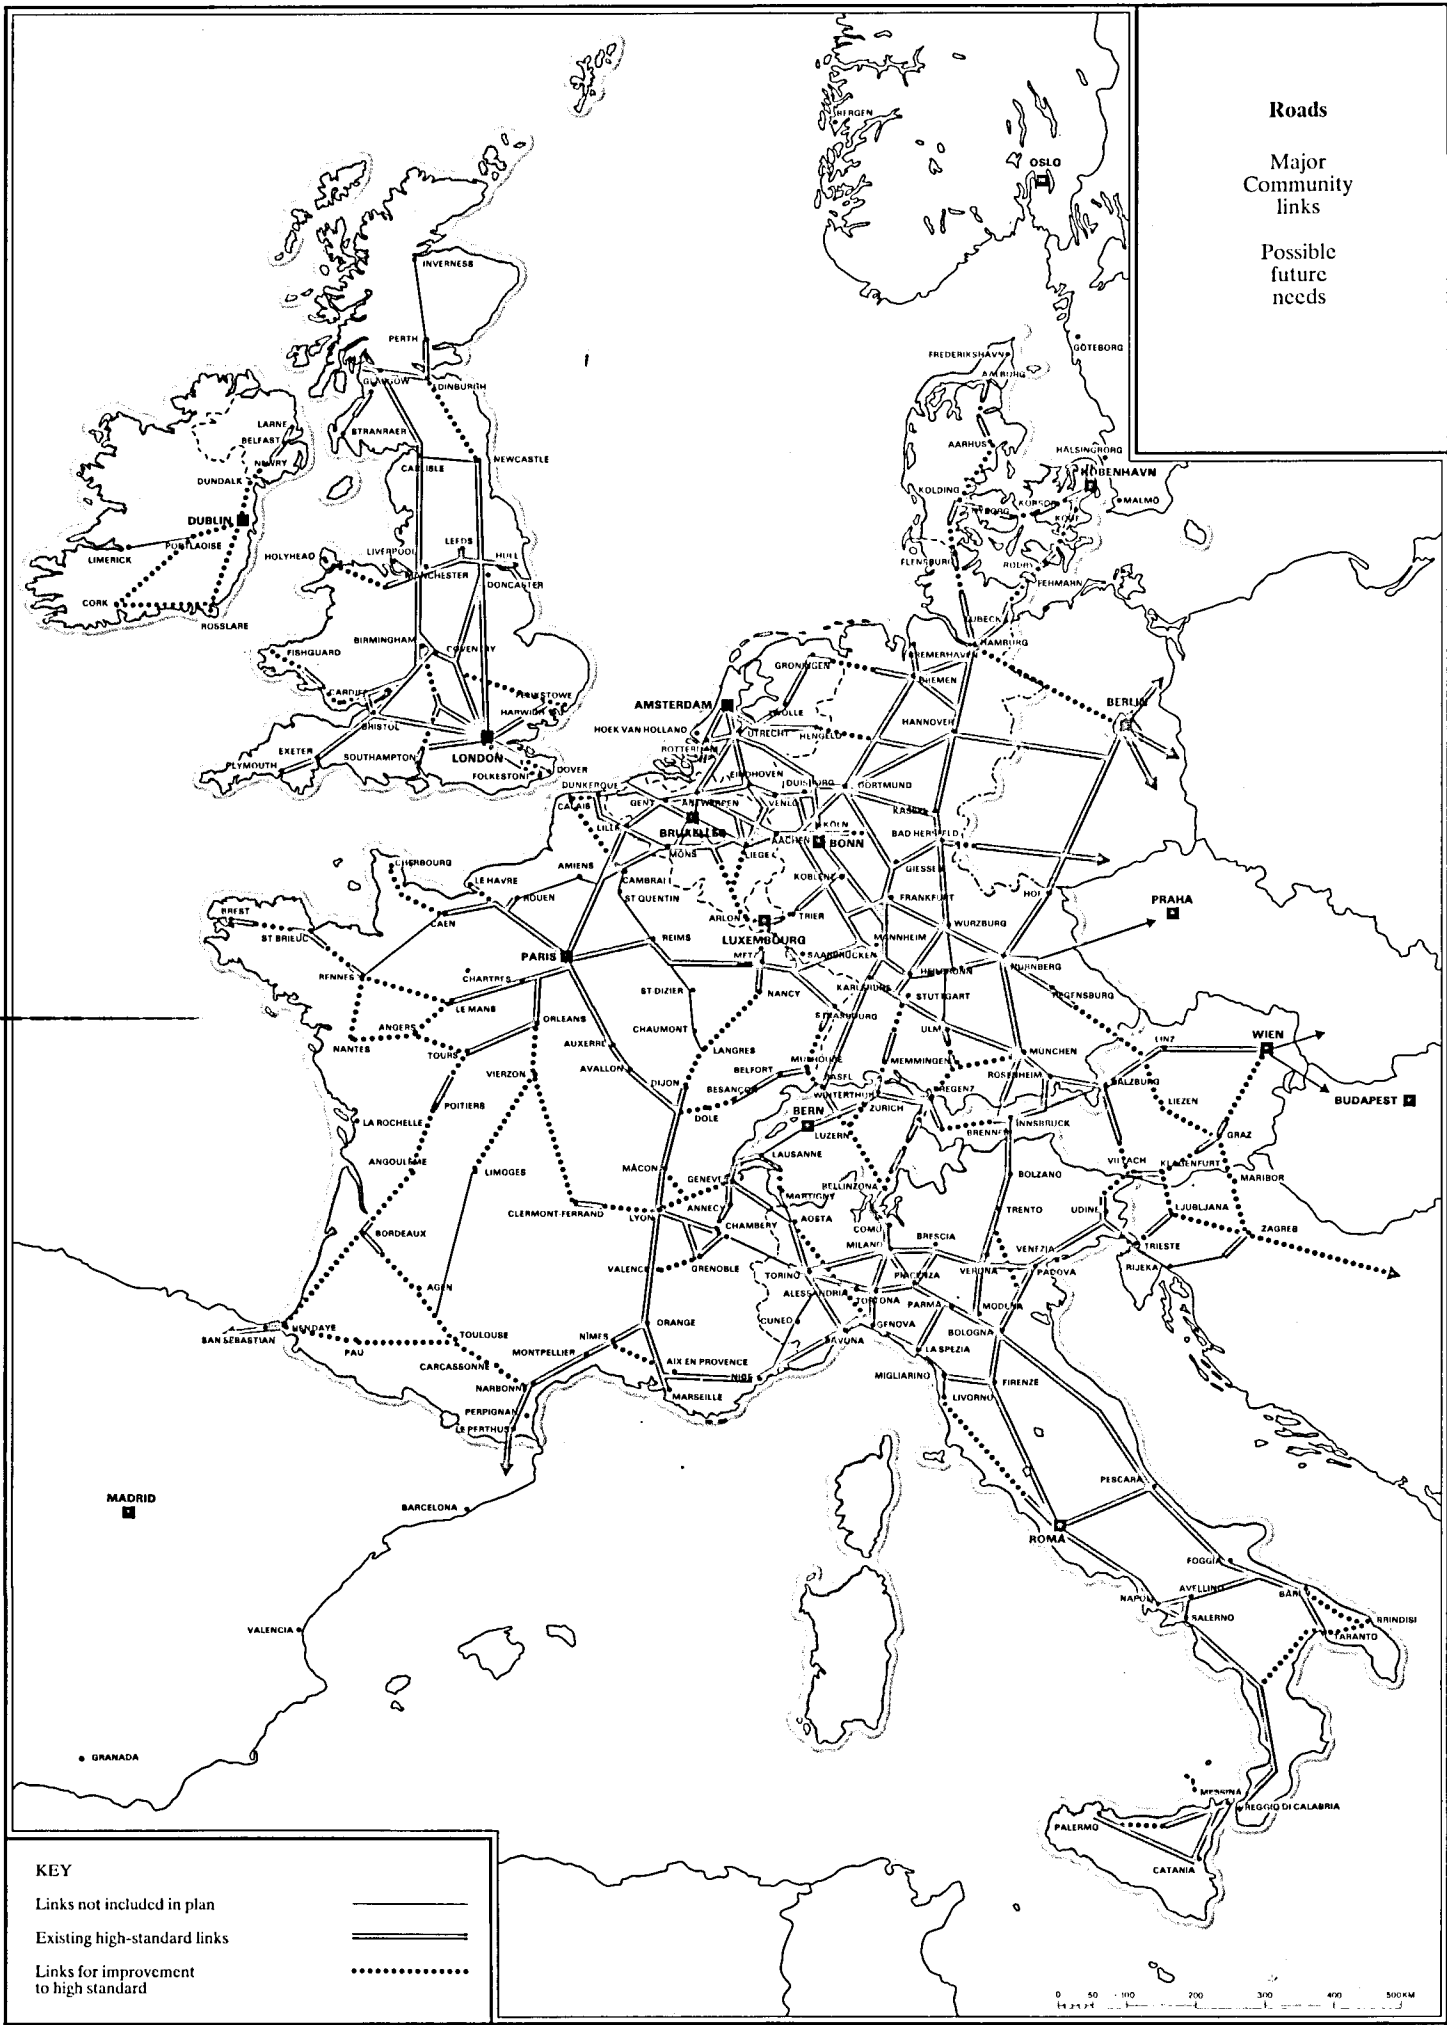 Roads
Major
Community
links
Possible
future
needs
BERGEN
OSLO
INVERNESS
PERTH
GLASGOW
EDINBURGH
STRANRAER
LARNE
BELFAST
NEWRY
DUNDALK
CARLISLE
NEWCASTLE
DUBLIN
PORTLAOISE
LIMERICK
CORK
ROSSLARE
HOLYHEAD
LIVERPOOL
LEEDS
HULL
MANCHESTER
DONCASTER
BIRMINGHAM
COVENTRY
FISHGUARD
CARDIFF
BRISTOL
FELIXSTOWE
HARWICH
LONDON
EXETER
PLYMOUTH
SOUTHAMPTON
FOLKESTONE
DOVER
FREDERIKSHAVN
AALBORG
GÖTEBORG
AARHUS
HÄLSINGBORG
KØBENHAVN
MALMÖ
KOLDING
NYBORG
KORSØR
KØGE
FLENSBURG
RØDBY
FEHMARN
LÜBECK
HAMBURG
BREMERHAVEN
BREMEN
GRONINGEN
AMSTERDAM
ZWOLLE
HOEK VAN HOLLAND
UTRECHT
HENGELO
ROTTERDAM
HANNOVER
BERLIN
EINDHOVEN
DUISBURG
DORTMUND
DUNKERQUE
CALAIS
GENT
ANTWERPEN
VENLO
KASSEL
LILLE
BRUXELLES
KÖLN
AACHEN
BONN
BAD HERSFELD
MONS
LIEGE
GIESSEN
AMIENS
CAMBRAI
KOBLENZ
HOF
ST QUENTIN
FRANKFURT
PRAHA
CHERBOURG
LE HAVRE
ROUEN
ARLON
TRIER
LUXEMBOURG
WURZBURG
BREST
ST BRIEUC
CAEN
PARIS
REIMS
METZ
SAARBRÜCKEN
MANNHEIM
HEILBRONN
NÜRNBERG
RENNES
CHARTRES
LE MANS
ST DIZIER
NANCY
KARLSRUHE
STUTTGART
REGENSBURG
ORLEANS
CHAUMONT
STRASBOURG
ULM
ANGERS
NANTES
TOURS
AUXERRE
LANGRES
MULHOUSE
MEMMINGEN
MÜNCHEN
LINZ
WIEN
VIERZON
AVALLON
DIJON
BELFORT
BESANCON
BASEL
ROSENHEIM
SALZBURG
BREGENZ
LIEZEN
BUDAPEST
POITIERS
LA ROCHELLE
DOLE
BERN
WINTERTHUR
ZURICH
LUZERN
BRENNER
INNSBRUCK
GRAZ
ANGOULEME
LIMOGES
MÂCON
GENEVE
LAUSANNE
MARTIGNY
BELLINZONA
BOLZANO
VILLACH
KLAGENFURT
MARIBOR
CLERMONT-FERRAND
LYON
ANNECY
CHAMBERY
AOSTA
COMO
TRENTO
UDINE
LJUBLJANA
BORDEAUX
MILANO
BRESCIA
VENEZIA
TRIESTE
ZAGREB
VALENCE
GRENOBLE
TORINO
PIACENZA
VERONA
PADOVA
RIJEKA
AGEN
ALESSANDRIA
TORTONA
PARMA
MODENA
HENDAYE
SAN SEBASTIAN
ORANGE
CUNEO
GENOVA
BOLOGNA
PAU
TOULOUSE
NÎMES
MONTPELLIER
SAVONA
LA SPEZIA
CARCASSONNE
AIX EN PROVENCE
NICE
MIGLIARINO
FIRENZE
NARBONNE
MARSEILLE
LIVORNO
PERPIGNAN
LE PERTHUS
BARCELONA
MADRID
PESCARA
ROMA
FOGGIA
VALENCIA
NAPOLI
AVELLINO
BARI
SALERNO
BRINDISI
TARANTO
GRANADA
MESSINA
REGGIO DI CALABRIA
PALERMO
CATANIA
KEY
Links not included in plan
Existing high-standard links
Links for improvement
to high standard
0 50 100 200 300 400 500 KM